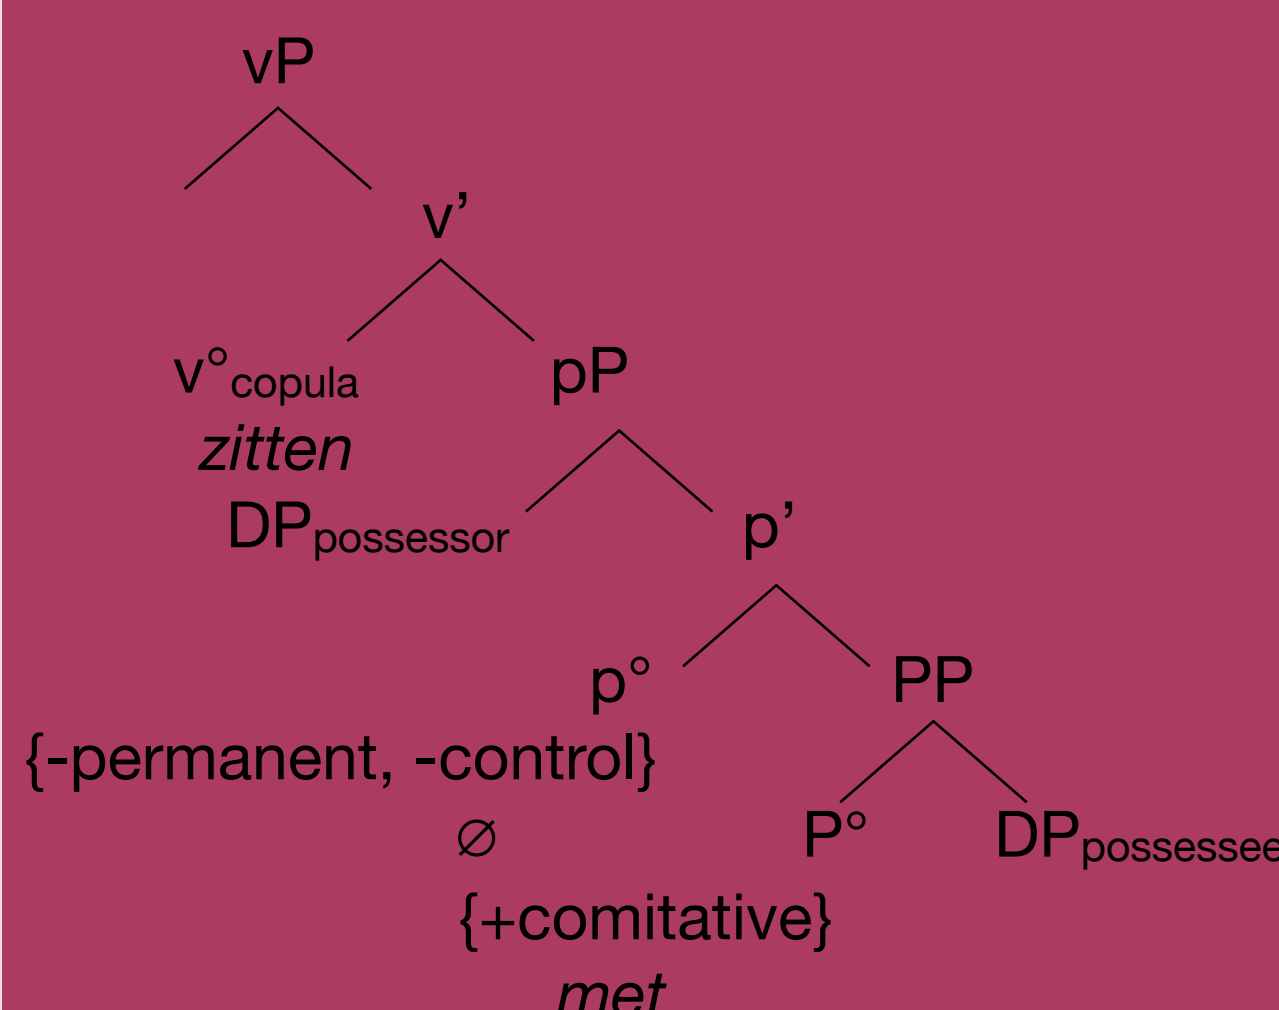 vP
v’
v°copula pP
zitten
DPpossessor p’
p° PP
{-permanent, -control}
∅ P° DPpossessee
{+comitative}
met